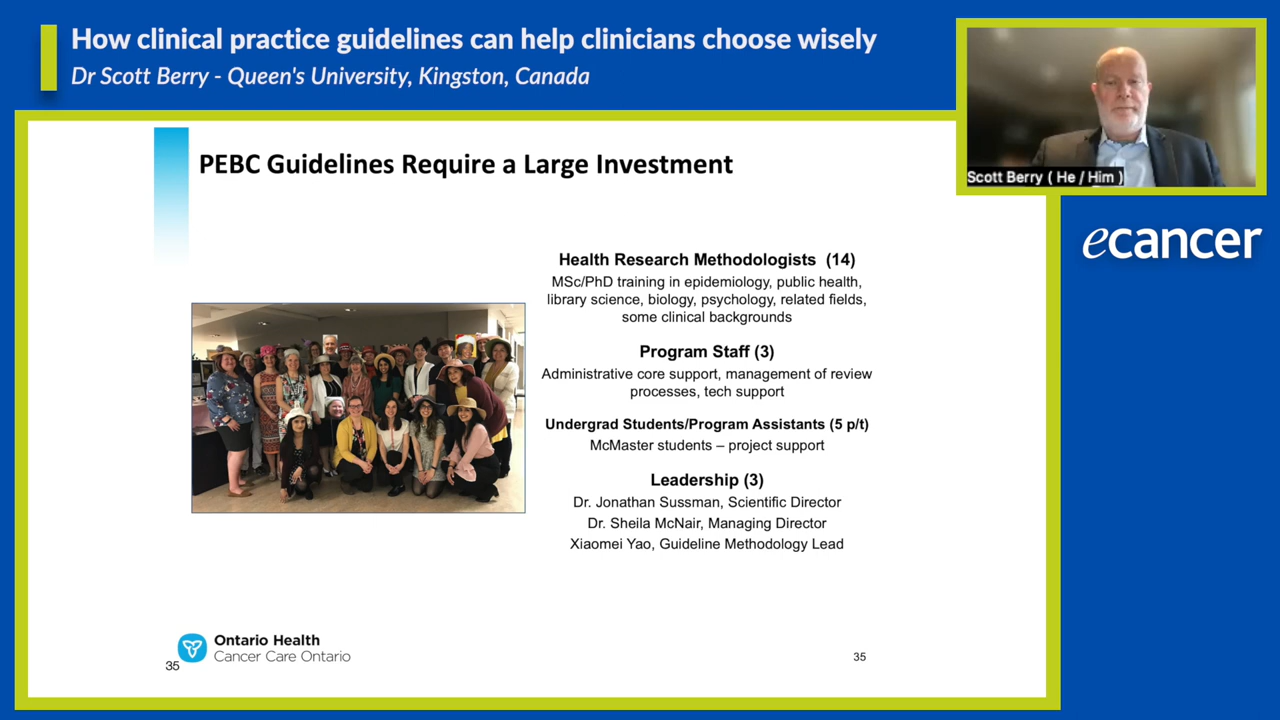 How clinical practice guidelines can help clinicians choose wisely
Dr Scott Berry - Queen's University, Kingston, Canada
Scott Berry ( He / Him )
ecancer
PEBC Guidelines Require a Large Investment
Health Research Methodologists (14)
MSc/PhD training in epidemiology, public health,
library science, biology, psychology, related fields,
some clinical backgrounds
Program Staff (3)
Administrative core support, management of review
processes, tech support
Undergrad Students/Program Assistants (5 p/t)
McMaster students – project support
Leadership (3)
Dr. Jonathan Sussman, Scientific Director
Dr. Sheila McNair, Managing Director
Xiaomei Yao, Guideline Methodology Lead
Ontario Health
Cancer Care Ontario
35
35